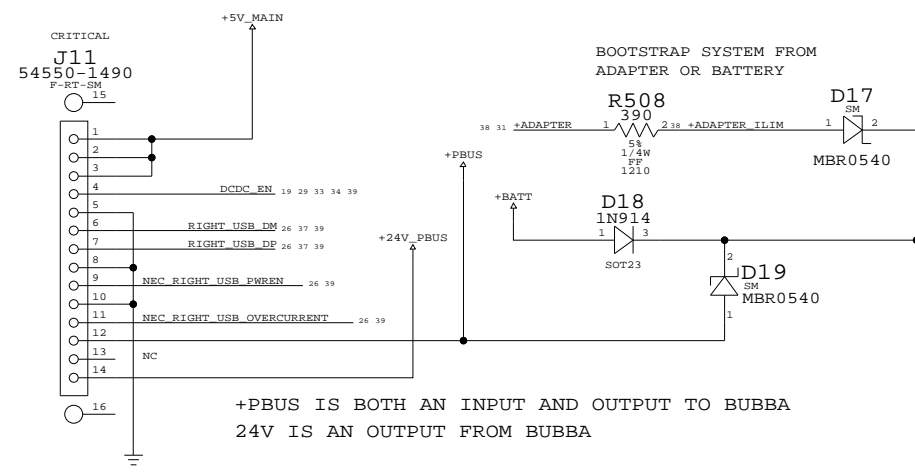 +5V_MAIN
CRITICAL
J11
54550-1490
F-RT-SM
15
1
2
3
4 DCDC_EN 19 29 33 34 39
5
6 RIGHT_USB_DM 26 37 39
7 RIGHT_USB_DP 26 37 39
8
9 NEC_RIGHT_USB_PWREN 26 39
10
11 NEC_RIGHT_USB_OVERCURRENT 26 39
12
13 NC
14
16
+24V_PBUS
+PBUS
BOOTSTRAP SYSTEM FROM
ADAPTER OR BATTERY
R508
390
38 31 +ADAPTER 1 2 38 +ADAPTER_ILIM 1 2
5%
1/4W
FF
1210
D17
SM
MBR0540
+BATT
D18
1N914
1 3
SOT23
2
D19
SM
MBR0540
1
+PBUS IS BOTH AN INPUT AND OUTPUT TO BUBBA
24V IS AN OUTPUT FROM BUBBA